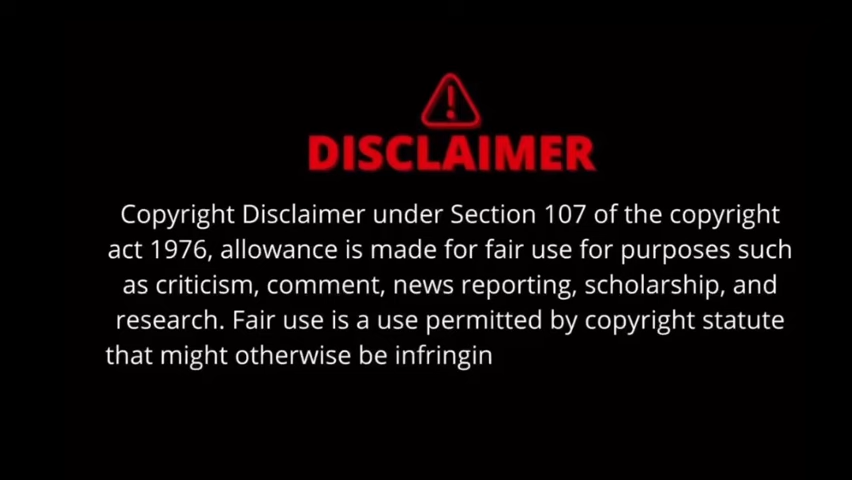 DISCLAIMER
Copyright Disclaimer under Section 107 of the copyright
act 1976, allowance is made for fair use for purposes such
as criticism, comment, news reporting, scholarship, and
research. Fair use is a use permitted by copyright statute
that might otherwise be infringin